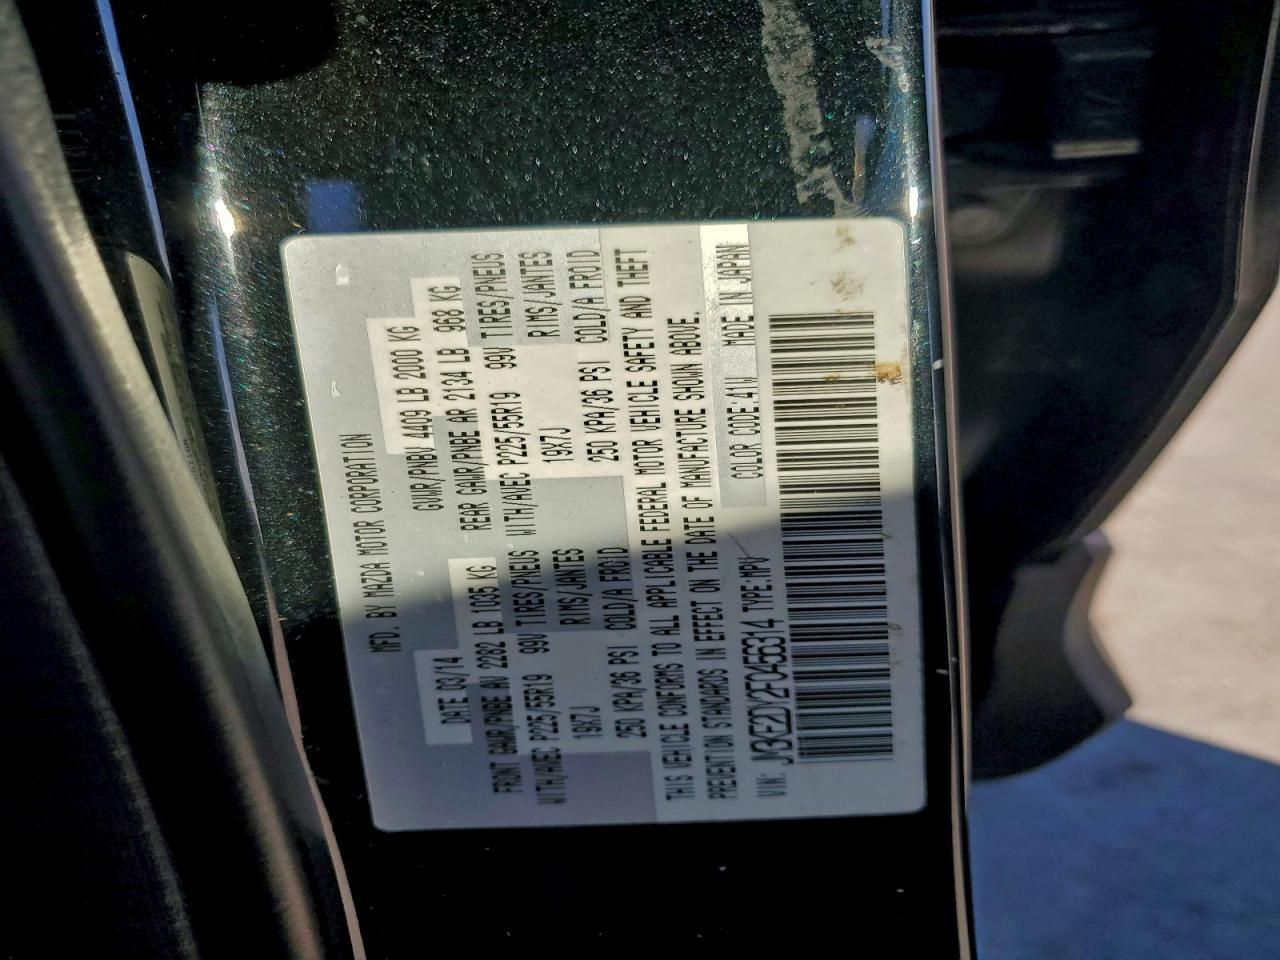 MFD. BY MAZDA MOTOR CORPORATION
DATE 03/14 GVWR/PNBV 4409 LB 2000 KG
FRONT GAWR/PNBE AV 2282 LB 1035 KG REAR GAWR/PNBE AR 2134 LB 968 KG
WITH/AVEC P225/55R19 99V TIRES/PNEUS WITH/AVEC P225/55R19 99V TIRES/PNEUS
19X7J RIMS/JANTES 19X7J RIMS/JANTES
250 KPA/36 PSI COLD/A FROID 250 KPA/36 PSI COLD/A FROID
THIS VEHICLE CONFORMS TO ALL APPLICABLE FEDERAL MOTOR VEHICLE SAFETY AND THEFT
PREVENTION STANDARDS IN EFFECT ON THE DATE OF MANUFACTURE SHOWN ABOVE.
VIN: JM3KE2DY2F0456314 TYPE:MPV COLOR CODE:41W MADE IN JAPAN